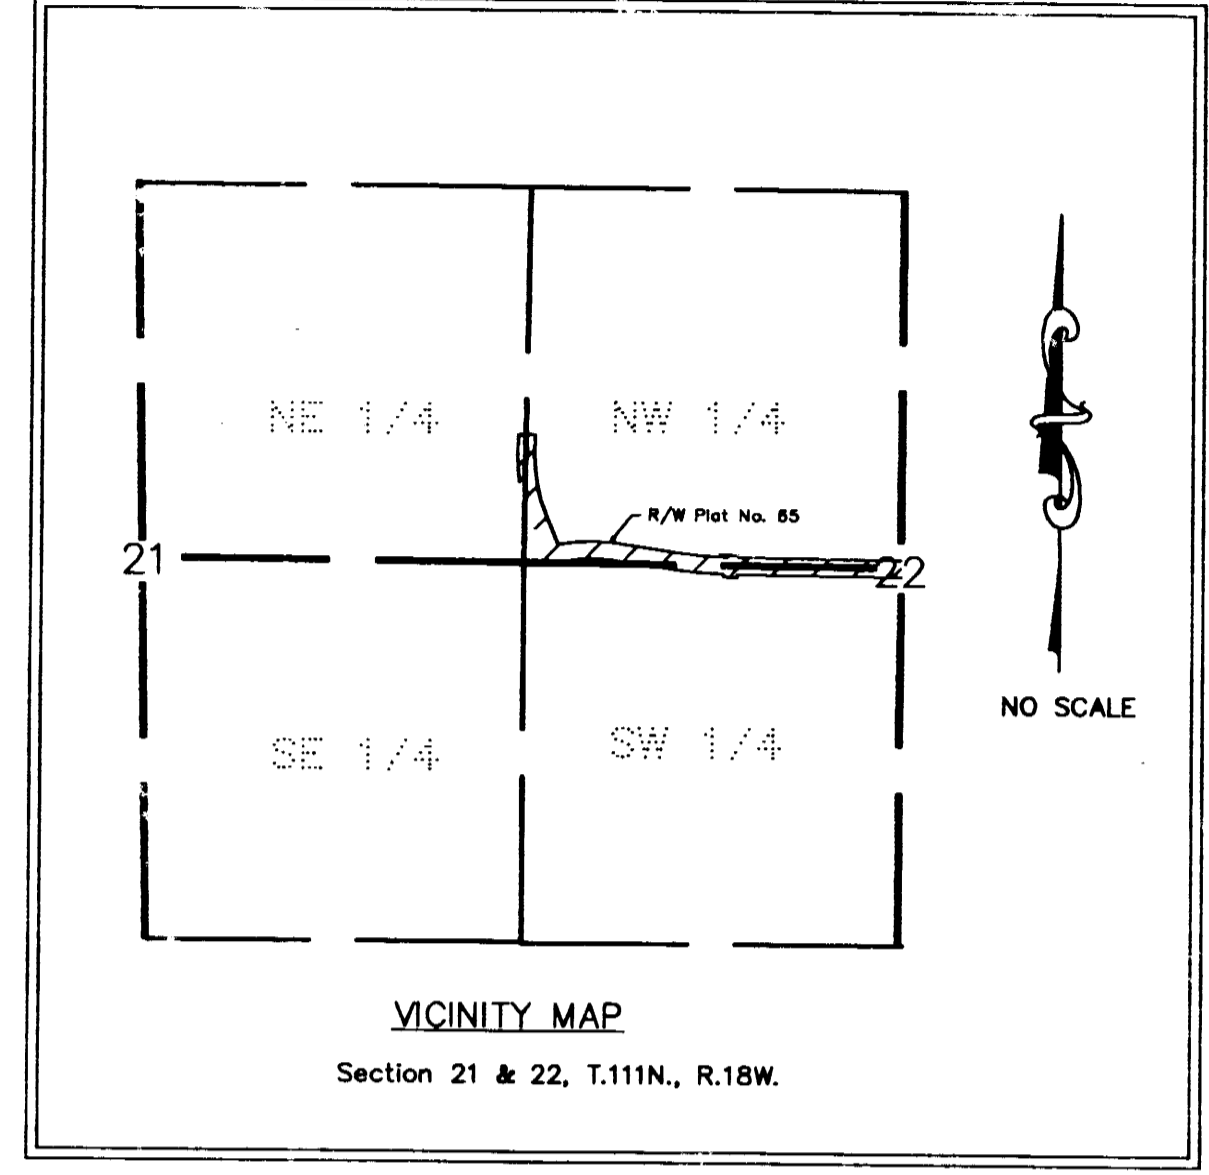 NE 1/4
NW 1/4
R/W Plat No. 65
21
22
NO SCALE
SE 1/4
SW 1/4
VICINITY MAP
Section 21 & 22, T.111N., R.18W.